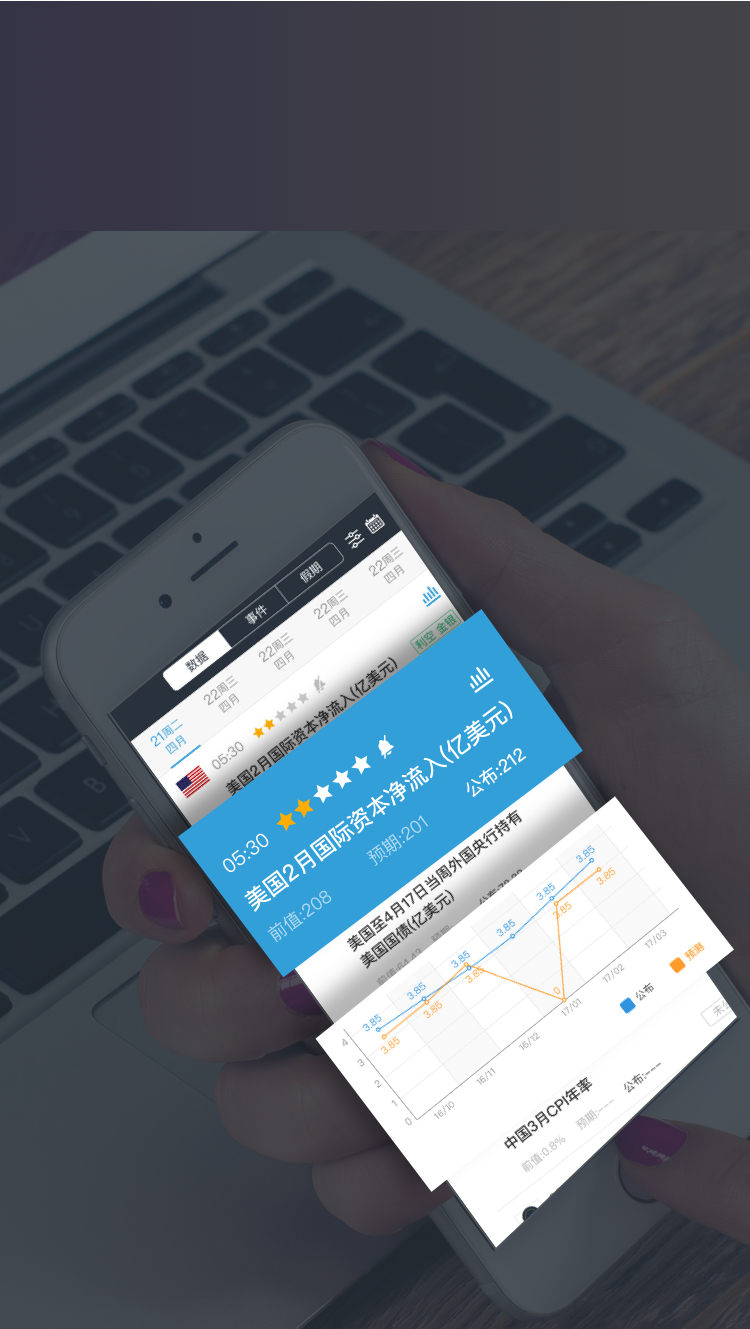 数据
事件
假期
21周二
四月
22周三
四月
22周三
四月
22周三
四月
22周三
四月
05:30
利空 金银
美国2月国际资本净流入(亿美元)
05:30
美国2月国际资本净流入(亿美元)
前值:208
预期:201
公布:212
美国至4月17日当周外国央行持有
美国国债(亿美元)
3.85
3.85
3.85
3.85
3.85
3.85
3.85
3.85
3.85
3.85
3.85
0
4
3
2
1
0
16/10
16/11
16/12
17/01
17/02
17/03
公布
预测
中国3月CPI年率
前值:0.8%
预期:---
公布:---